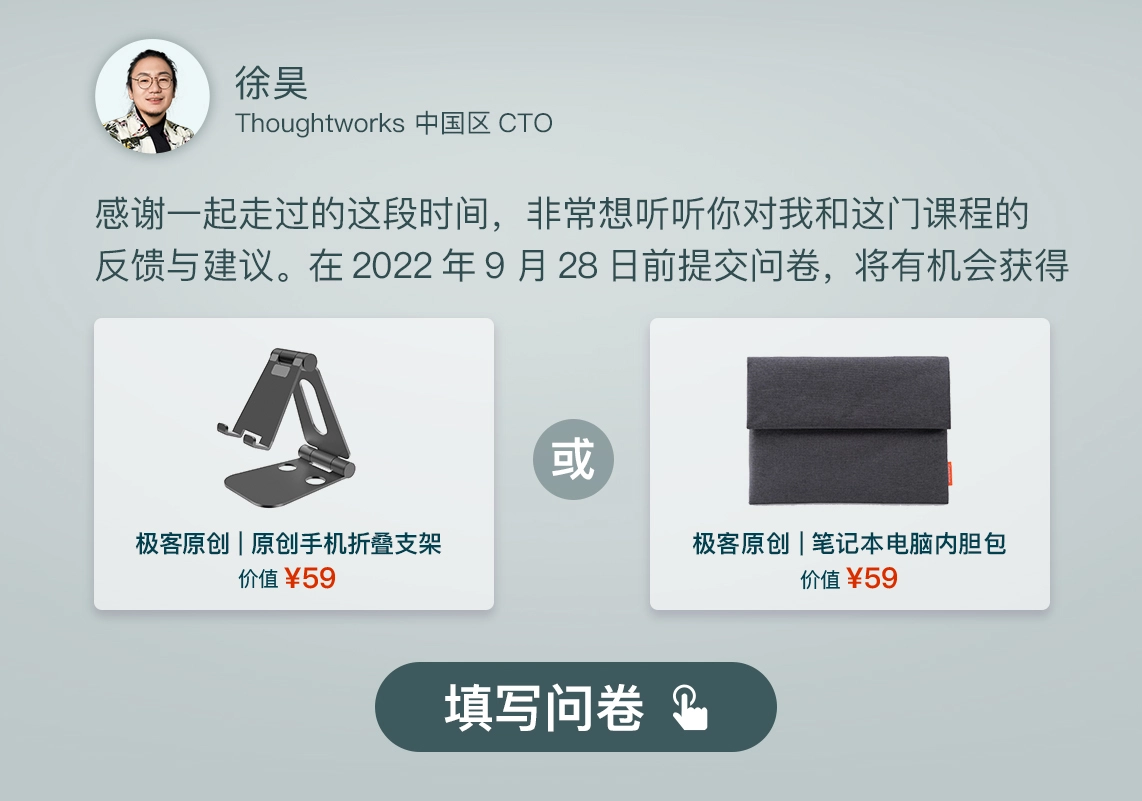 徐昊
Thoughtworks 中国区 CTO
感谢一起走过的这段时间，非常想听听你对我和这门课程的
反馈与建议。在 2022 年 9 月 28 日前提交问卷，将有机会获得
或
极客原创 | 原创手机折叠支架
价值 ¥59
极客原创 | 笔记本电脑内胆包
价值 ¥59
填写问卷